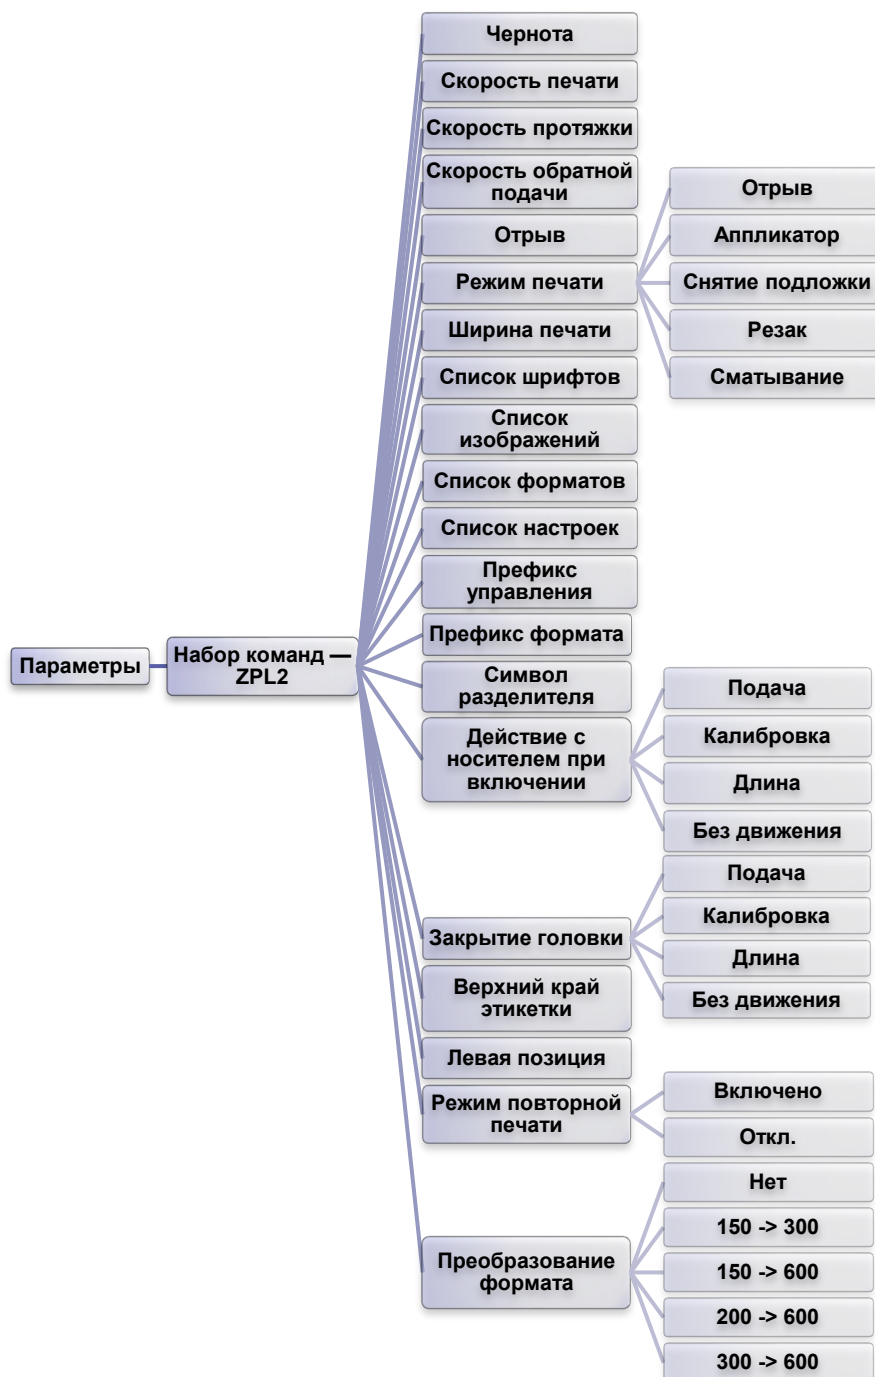 Чернота
Скорость печати
Скорость протяжки
Скорость обратной
подачи
Отрыв
Режим печати
Отрыв
Аппликатор
Снятие подложки
Резак
Сматывание
Ширина печати
Список шрифтов
Список
изображений
Список форматов
Список настроек
Префикс
управления
Префикс формата
Параметры
Набор команд —
ZPL2
Символ
разделителя
Действие с
носителем при
включении
Подача
Калибровка
Длина
Без движения
Закрытие головки
Подача
Калибровка
Длина
Без движения
Верхний край
этикетки
Левая позиция
Режим повторной
печати
Включено
Откл.
Преобразование
формата
Нет
150 -> 300
150 -> 600
200 -> 600
300 -> 600